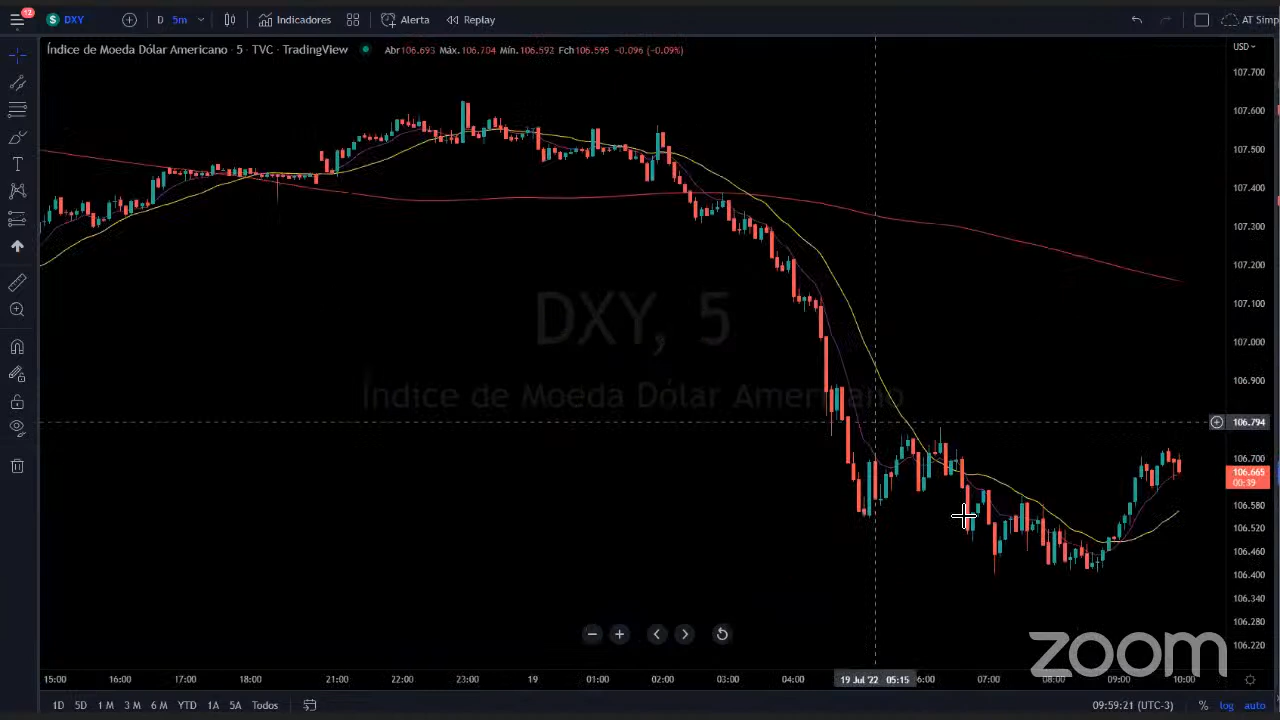 12
S DXY
D 5m
Indicadores
Alerta
Replay
AT Simp
Índice de Moeda Dólar Americano · 5 · TVC · TradingView
Abr106.693 Máx.106.704 Mín.106.592 Fch106.595 -0.096 (-0.09%)
USD
107.700
107.600
107.500
107.400
107.300
107.200
107.100
107.000
106.900
106.794
106.700
106.665
00:39
106.580
106.520
106.460
106.400
106.340
106.280
106.220
DXY, 5
Índice de Moeda Dólar Americano
zoom
15:00 16:00 17:00 18:00 21:00 22:00 23:00 19 01:00 02:00 03:00 04:00 19 Jul '22 05:15 6:00 07:00 08:00 09:00 10:00
1D 5D 1 M 3 M 6 M YTD 1A 5A Todos
09:59:21 (UTC-3) % log auto